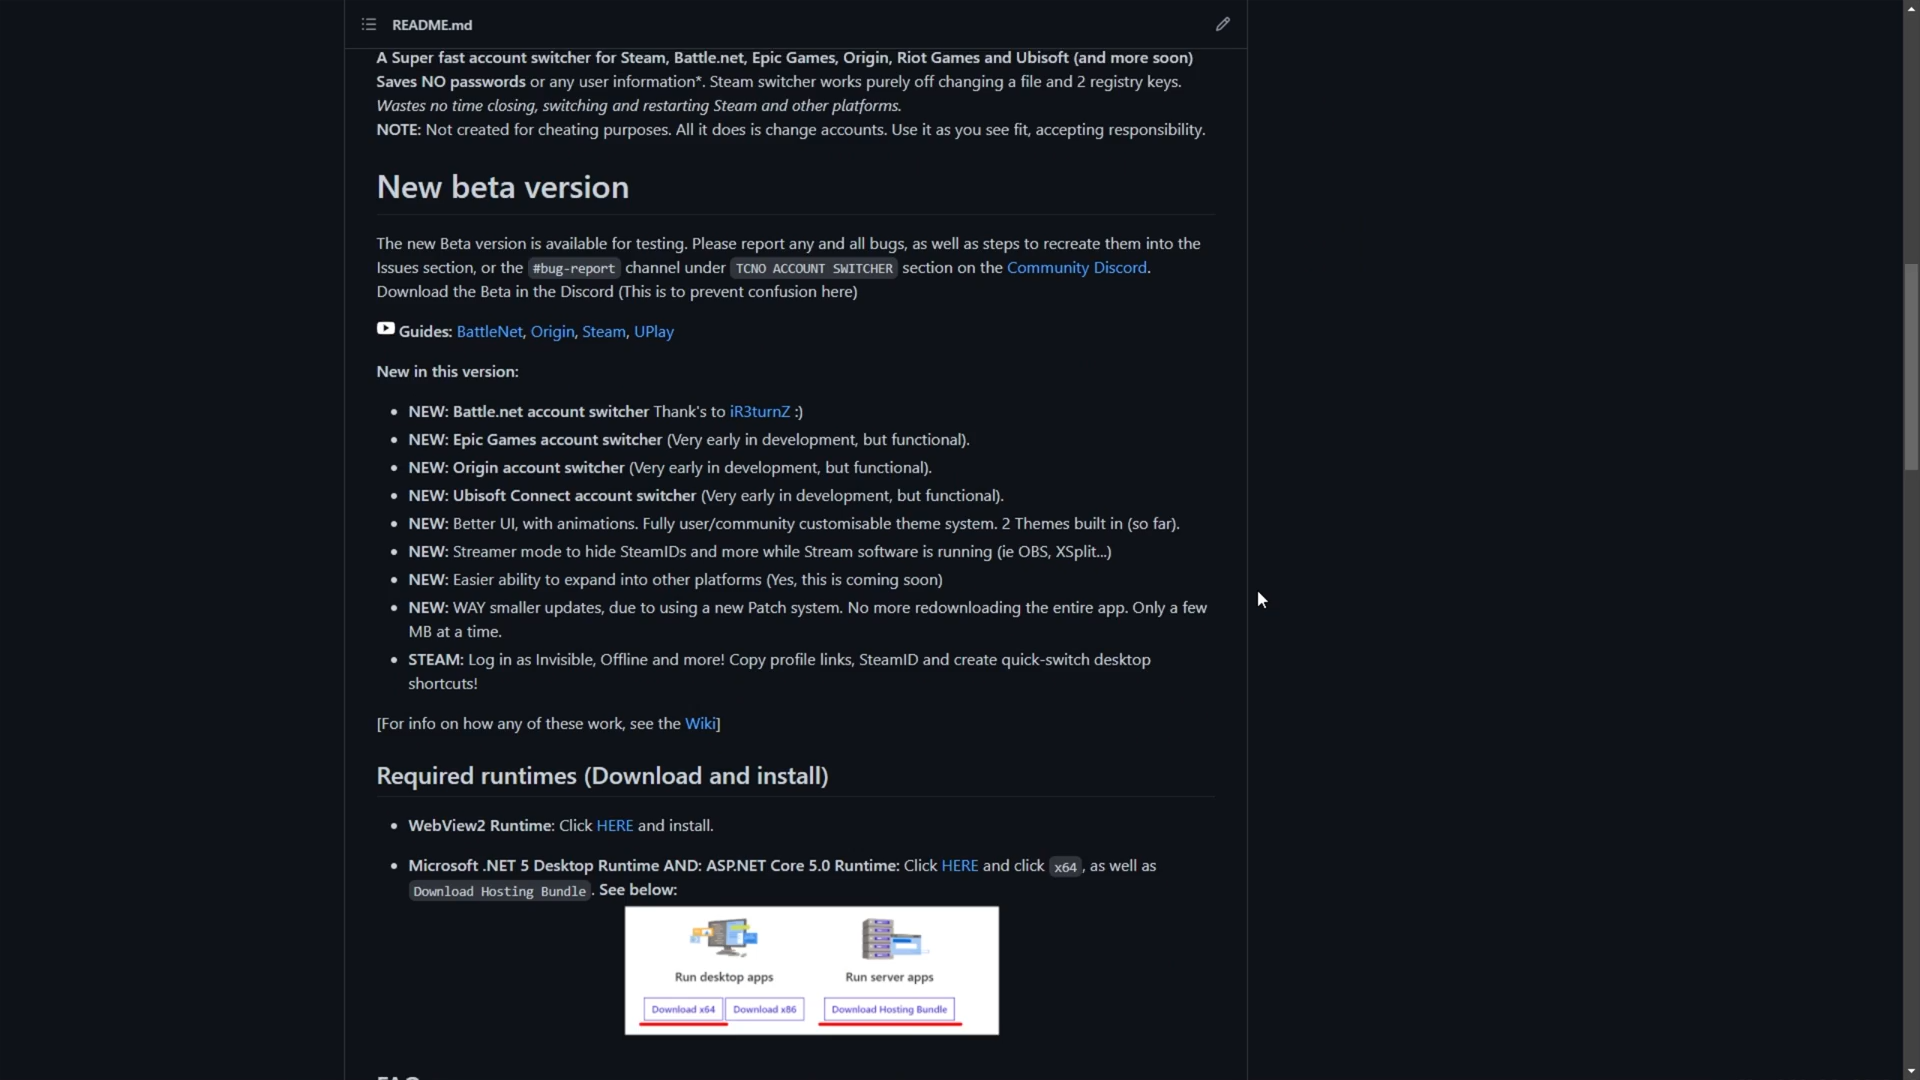 README.md
A Super fast account switcher for Steam, Battle.net, Epic Games, Origin, Riot Games and Ubisoft (and more soon)
Saves NO passwords or any user information*. Steam switcher works purely off changing a file and 2 registry keys.
Wastes no time closing, switching and restarting Steam and other platforms.
NOTE: Not created for cheating purposes. All it does is change accounts. Use it as you see fit, accepting responsibility.
New beta version
The new Beta version is available for testing. Please report any and all bugs, as well as steps to recreate them into the
Issues section, or the #bug-report channel under TCNO ACCOUNT SWITCHER section on the Community Discord.
Download the Beta in the Discord (This is to prevent confusion here)
Guides: BattleNet, Origin, Steam, UPlay
New in this version:
• NEW: Battle.net account switcher Thank's to iR3turnZ :)
• NEW: Epic Games account switcher (Very early in development, but functional).
• NEW: Origin account switcher (Very early in development, but functional).
• NEW: Ubisoft Connect account switcher (Very early in development, but functional).
• NEW: Better UI, with animations. Fully user/community customisable theme system. 2 Themes built in (so far).
• NEW: Streamer mode to hide SteamIDs and more while Stream software is running (ie OBS, XSplit...)
• NEW: Easier ability to expand into other platforms (Yes, this is coming soon)
• NEW: WAY smaller updates, due to using a new Patch system. No more redownloading the entire app. Only a few
MB at a time.
• STEAM: Log in as Invisible, Offline and more! Copy profile links, SteamID and create quick-switch desktop
shortcuts!
[For info on how any of these work, see the Wiki]
Required runtimes (Download and install)
• WebView2 Runtime: Click HERE and install.
• Microsoft .NET 5 Desktop Runtime AND: ASP.NET Core 5.0 Runtime: Click HERE and click x64, as well as
Download Hosting Bundle. See below:
Run desktop apps Run server apps
Download x64 Download x86 Download Hosting Bundle